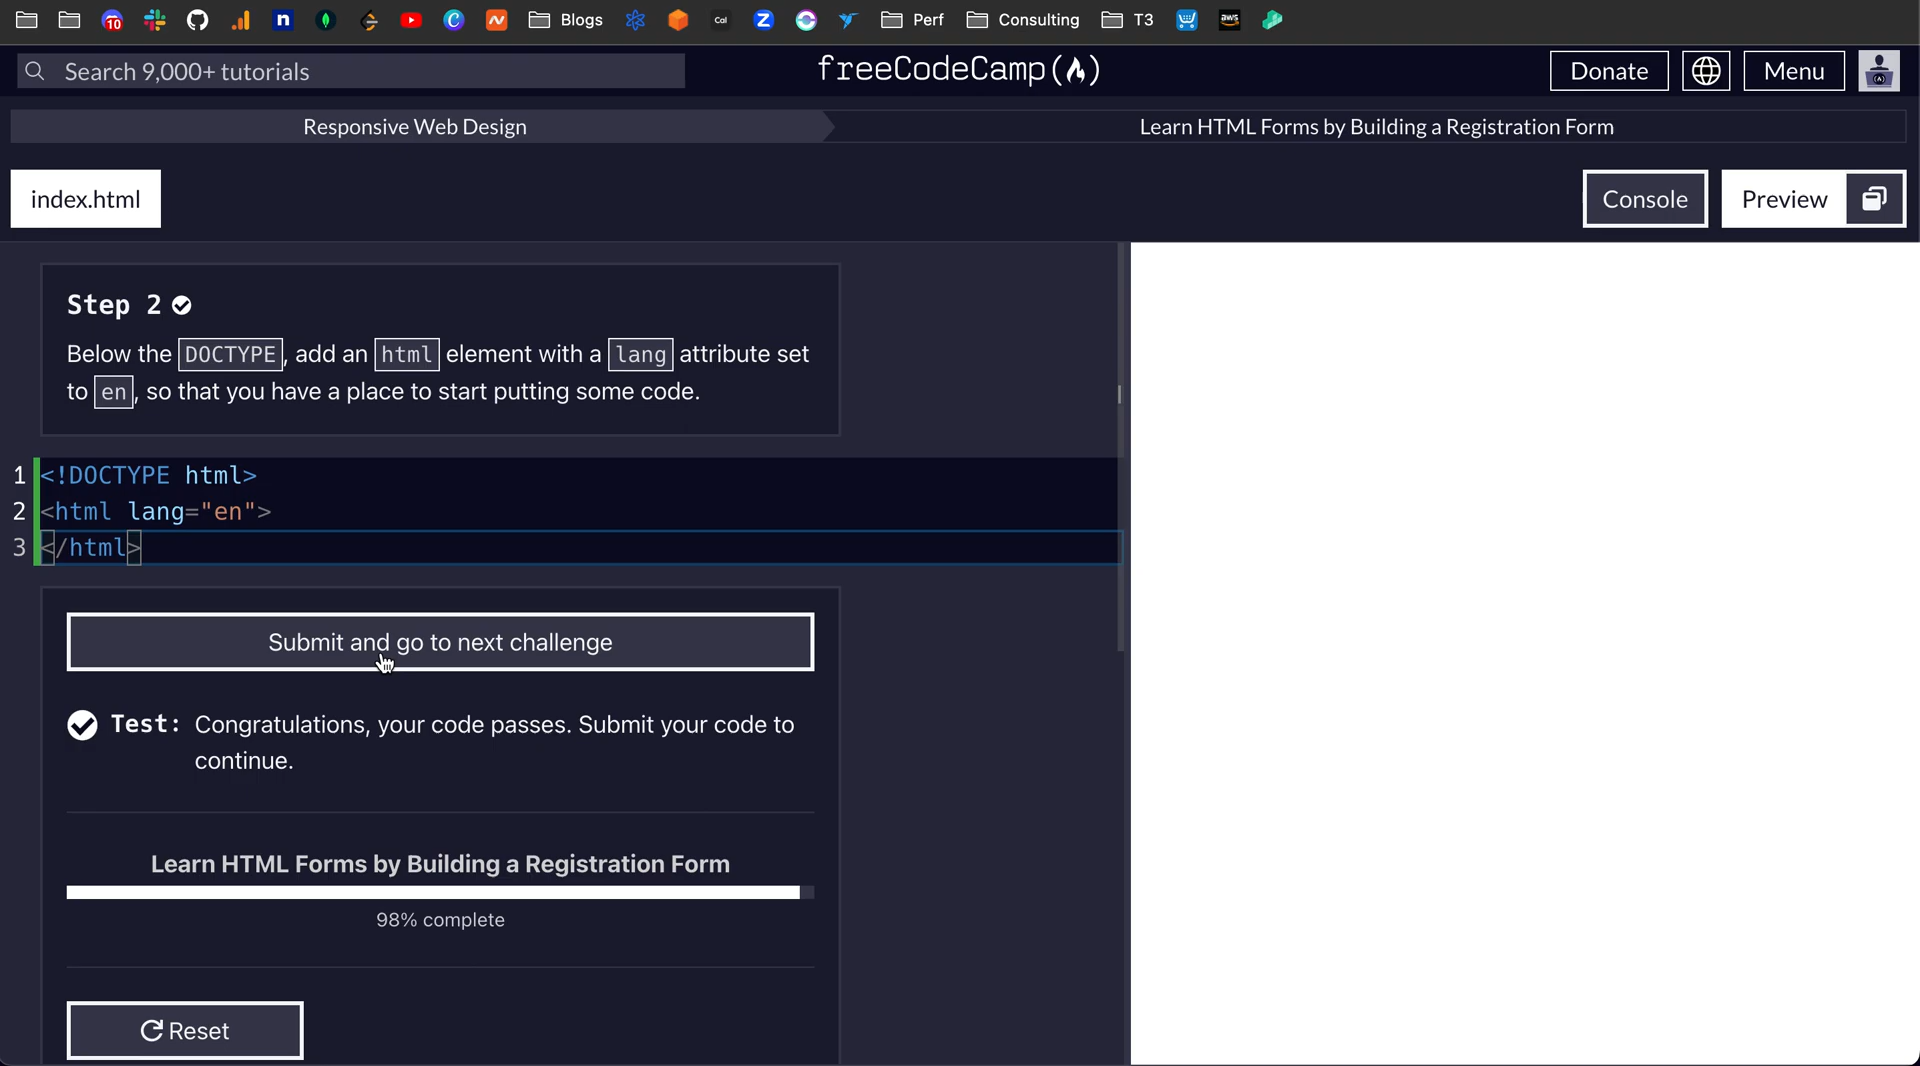 10
Cal
Blogs
Perf
Consulting
T3
aws
Search 9,000+ tutorials
freeCodeCamp
Donate
Menu
Responsive Web Design
Learn HTML Forms by Building a Registration Form
index.html
Console
Preview
Step 2
Below the DOCTYPE, add an html element with a lang attribute set
to en, so that you have a place to start putting some code.
1 <!DOCTYPE html>
2 <html lang="en">
3 </html>
Submit and go to next challenge
Test: Congratulations, your code passes. Submit your code to
continue.
Learn HTML Forms by Building a Registration Form
98% complete
Reset